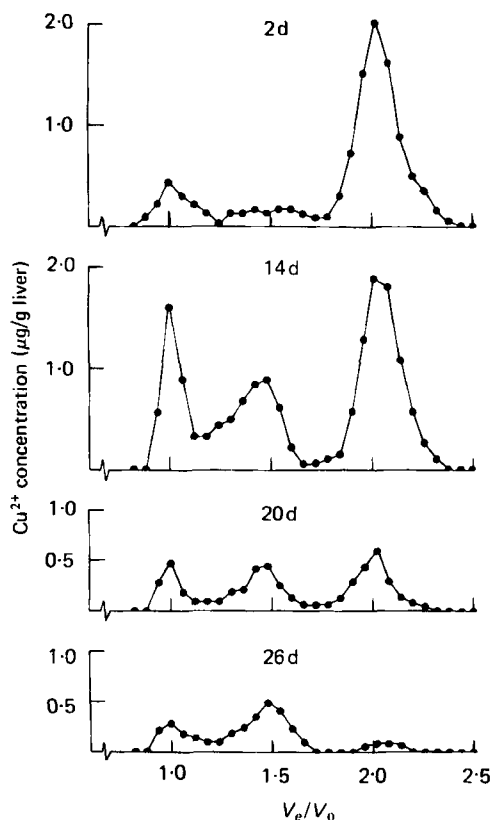 2d
2·0
1·0
14d
2·0
1·0
Cu²⁺ concentration (μg/g liver)
20d
1·0
0·5
26d
1·0
0·5
1·0 1·5 2·0 2·5
Vₑ/V₀